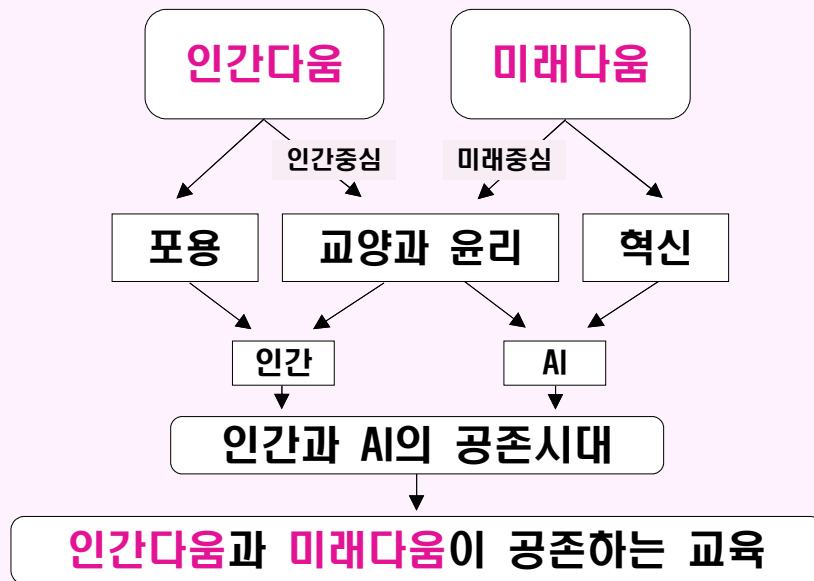 인간다움 미래다움
인간중심 미래중심
포용 교양과 윤리 혁신
인간 AI
인간과 AI의 공존시대
인간다움과 미래다움이 공존하는 교육